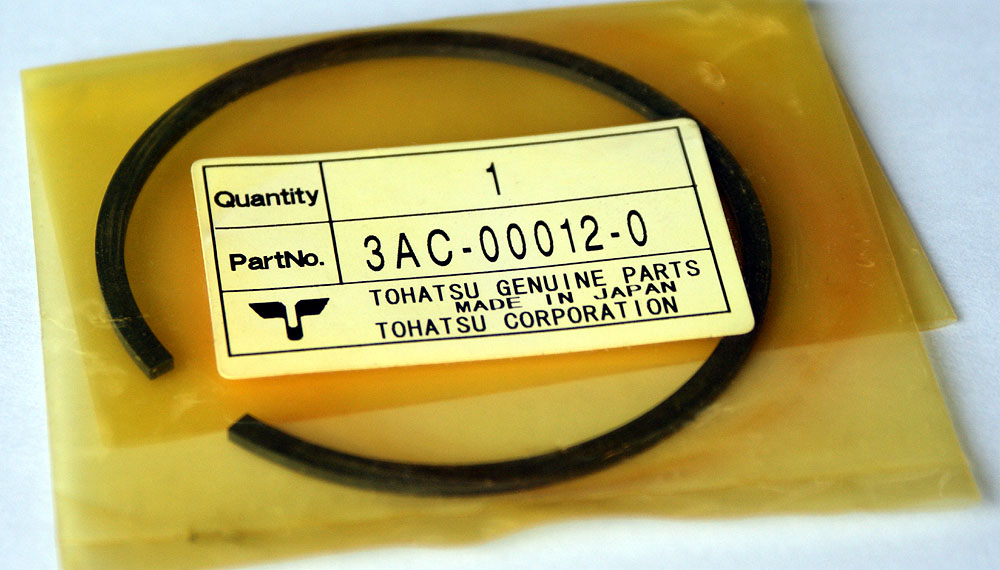 Quantity 1
PartNo. 3AC-00012-0
TOHATSU GENUINE PARTS
MADE IN JAPAN
TOHATSU CORPORATION